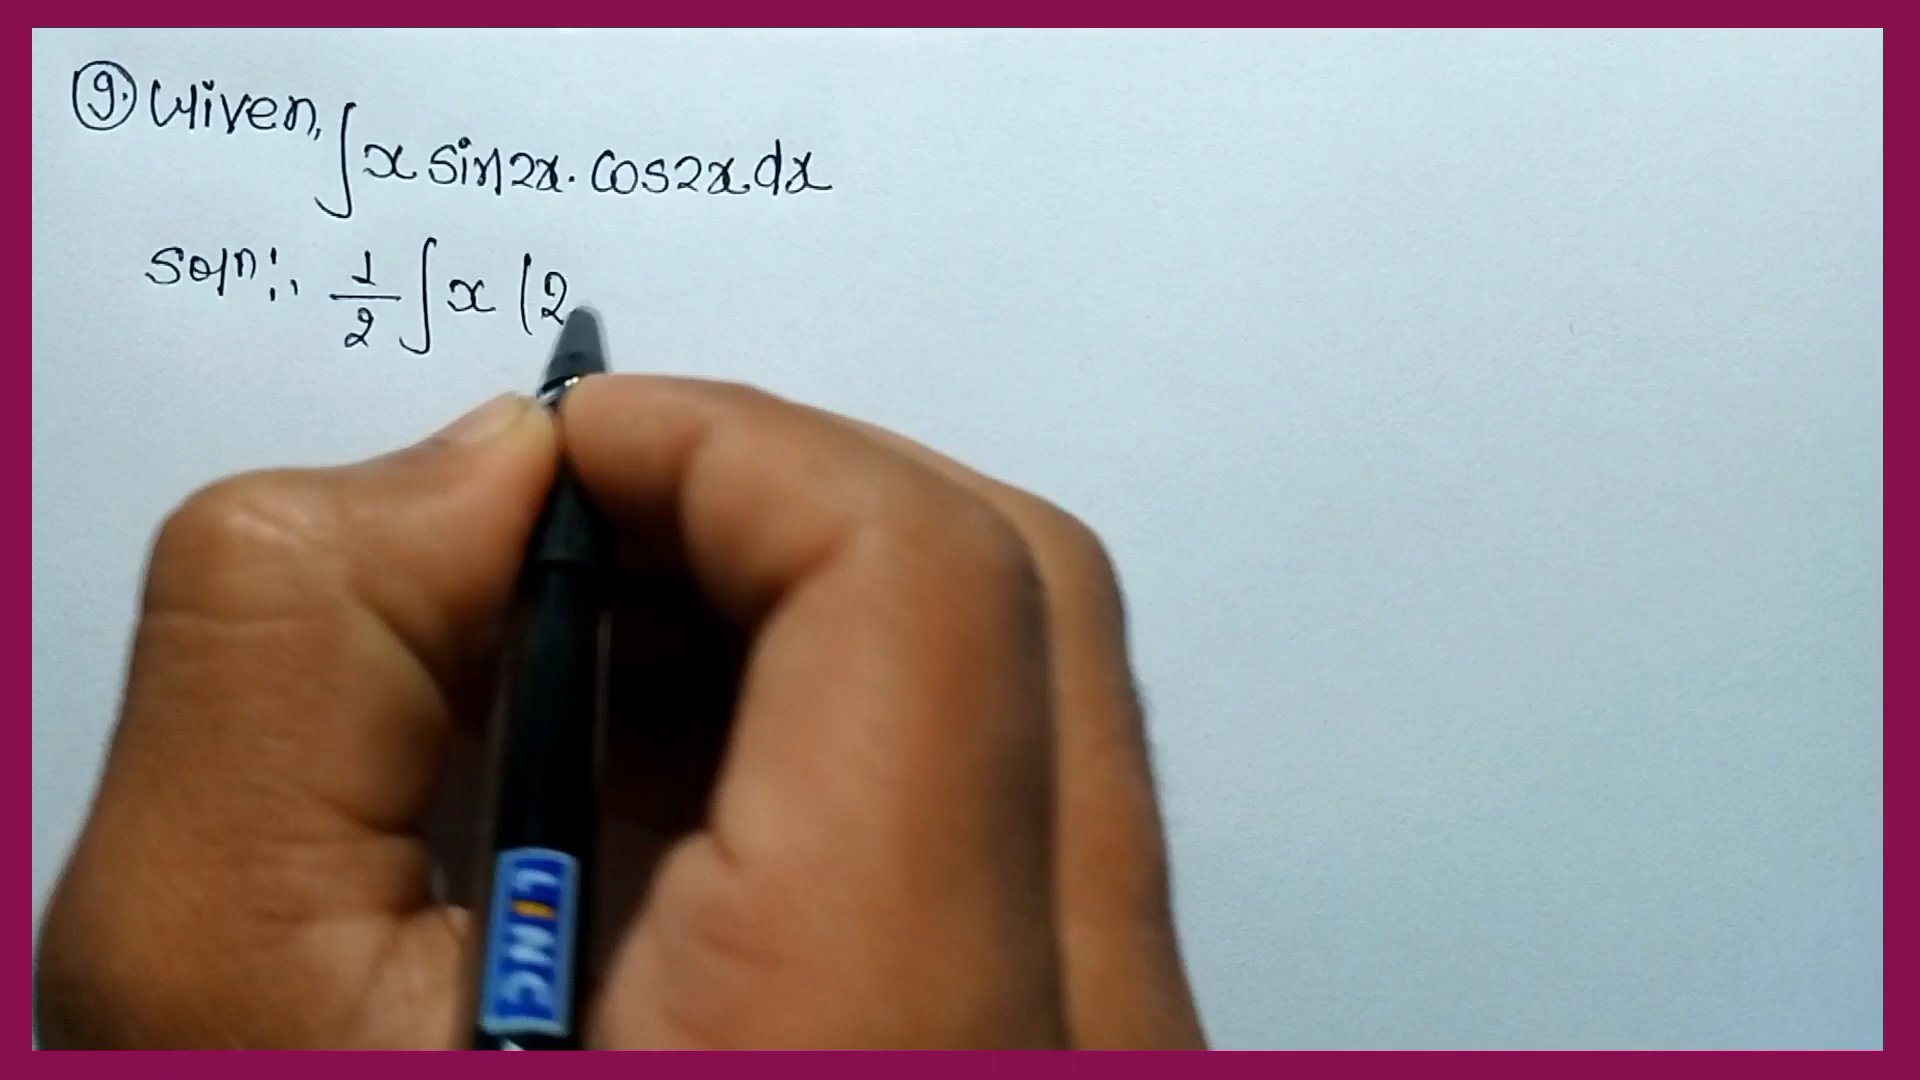 9. Given, ∫x sin2x. cos2x.dx
Soln:, 1/2 ∫x (2
LINC